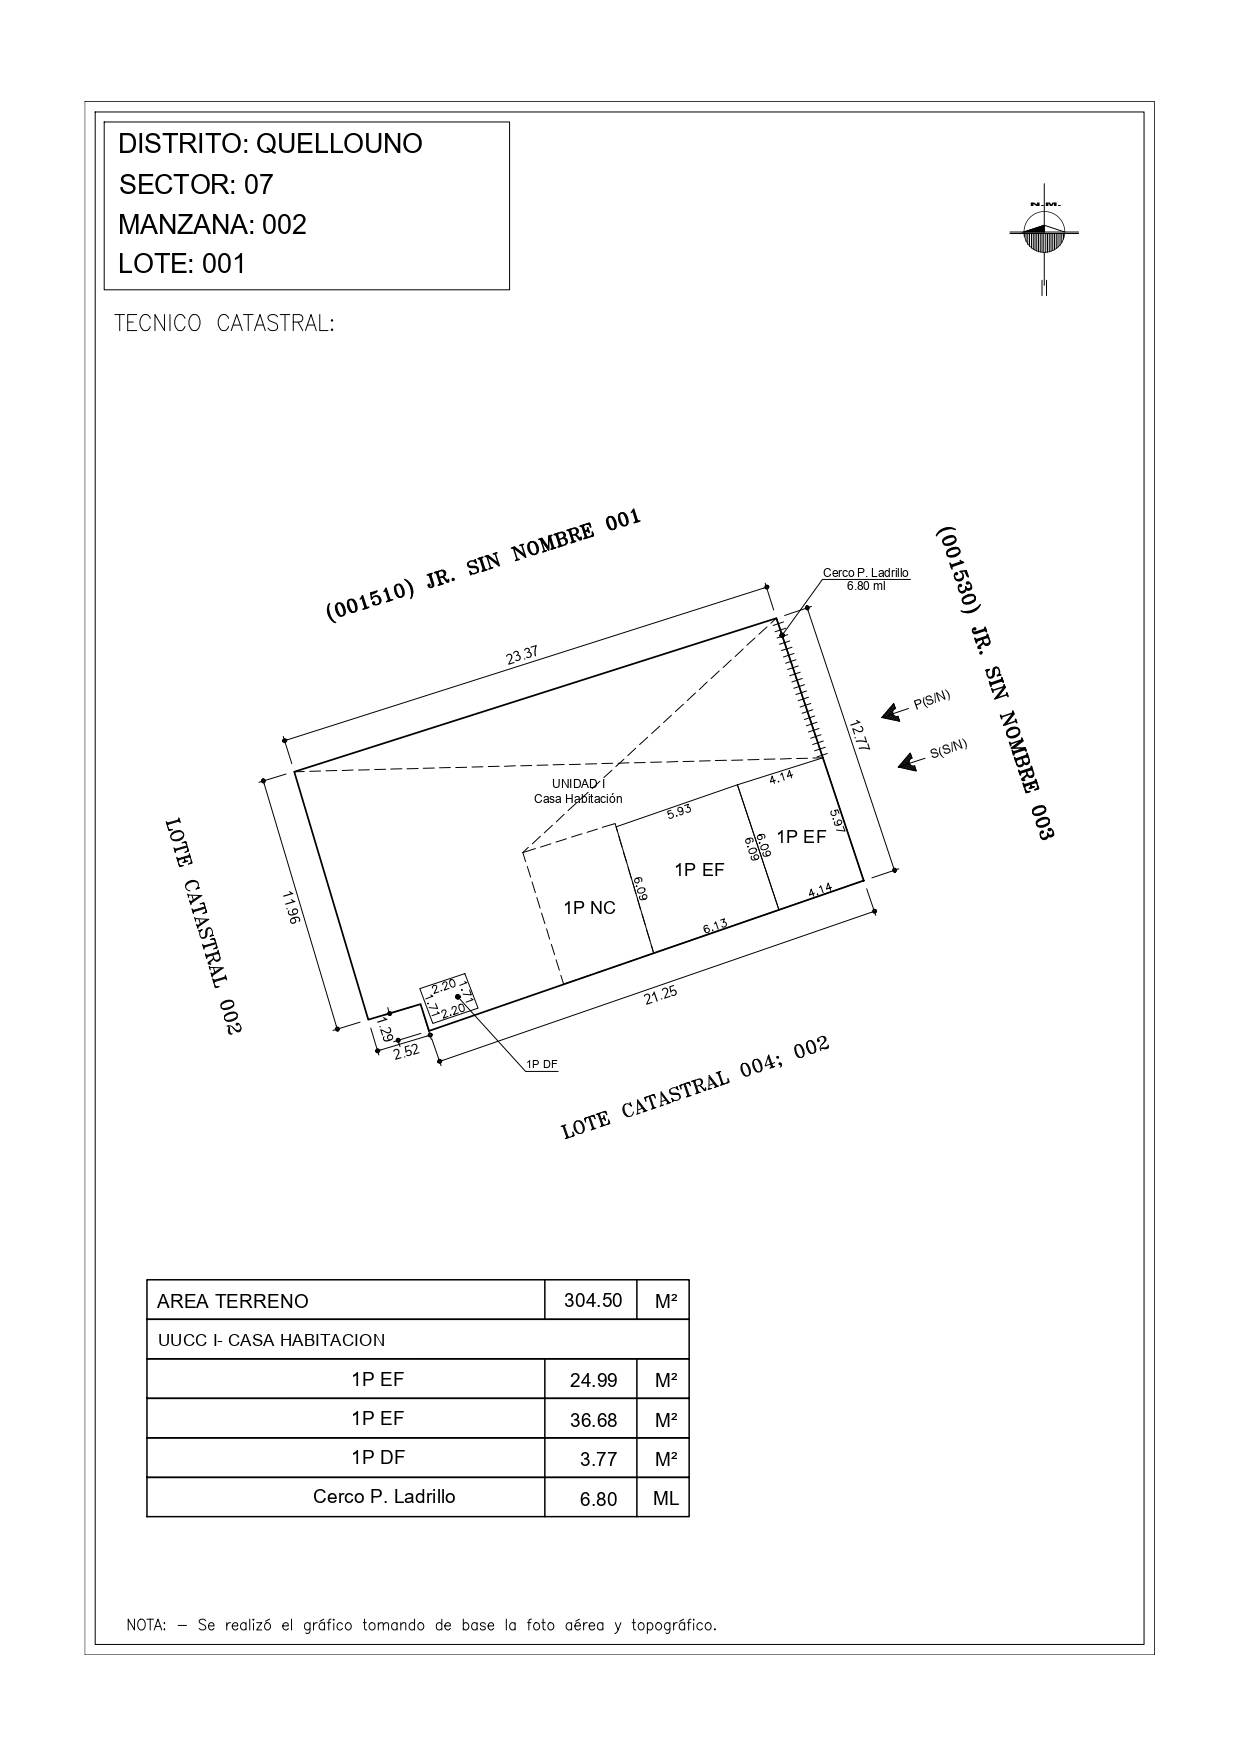 DISTRITO: QUELLOUNO
SECTOR: 07
MANZANA: 002
LOTE: 001
N.M.
TECNICO CATASTRAL:
(001510) JR. SIN NOMBRE 001
(001530) JR. SIN NOMBRE 003
Cerco P. Ladrillo
6.80 ml
23.37
P(S/N)
12.77
S(S/N)
UNIDAD I
Casa Habitación
4.14
5.93
5.97
6.09
6.09
1P EF
1P EF
6.09
1P NC
4.14
6.13
11.96
LOTE CATASTRAL 002
2.20
1.71
1.71
2.20
21.25
1.29
2.52
1P DF
LOTE CATASTRAL 004; 002
AREA TERRENO 304.50 M²
UUCC I- CASA HABITACION
1P EF 24.99 M²
1P EF 36.68 M²
1P DF 3.77 M²
Cerco P. Ladrillo 6.80 ML
NOTA: – Se realizó el gráfico tomando de base la foto aérea y topográfico.